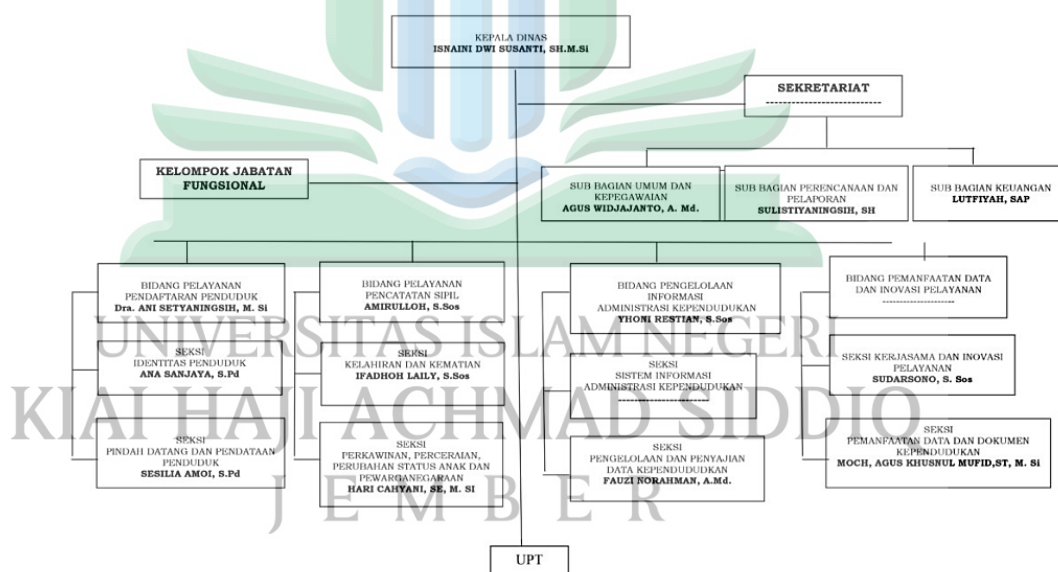 KEPALA DINAS
ISNAINI DWI SUSANTI, SH.M.Si
SEKRETARIAT
----------------------------
KELOMPOK JABATAN
FUNGSIONAL
SUB BAGIAN UMUM DAN
KEPEGAWAIAN
AGUS WIDJAJANTO, A. Md.
SUB BAGIAN PERENCANAAN DAN
PELAPORAN
SULISTIYANINGSIH, SH
SUB BAGIAN KEUANGAN
LUTFIYAH, SAP
BIDANG PELAYANAN
PENDAFTARAN PENDUDUK
Dra. ANI SETYANINGSIH, M. Si
BIDANG PELAYANAN
PENCATATAN SIPIL
AMIRULLOH, S.Sos
BIDANG PENGELOLAAN
INFORMASI
ADMINISTRASI KEPENDUDUKAN
YHONI RESTIAN, S.Sos
BIDANG PEMANFAATAN DATA
DAN INOVASI PELAYANAN
--------------------
SEKSI
IDENTITAS PENDUDUK
ANA SANJAYA, S.Pd
SEKSI
KELAHIRAN DAN KEMATIAN
IFADHOH LAILY, S.Sos
SEKSI
SISTEM INFORMASI
ADMINISTRASI KEPENDUDUKAN
--------------------
SEKSI KERJASAMA DAN INOVASI
PELAYANAN
SUDARSONO, S. Sos
SEKSI
PINDAH DATANG DAN PENDATAAN
PENDUDUK
SESILIA AMOI, S.Pd
SEKSI
PERKAWINAN, PERCERAIAN,
PERUBAHAN STATUS ANAK DAN
PEWARGANEGARAAN
HARI CAHYANI, SE, M. SI
SEKSI
PENGELOLAAN DAN PENYAJIAN
DATA KEPENDUDUDKAN
FAUZI NORAHMAN, A.Md.
SEKSI
PEMANFAATAN DATA DAN DOKUMEN
KEPENDUDUKAN
MOCH, AGUS KHUSNUL MUFID,ST, M. Si
UPT
UNIVERSITAS ISLAM NEGERI
KIAI HAJI ACHMAD SIDDIQ
JEMBER